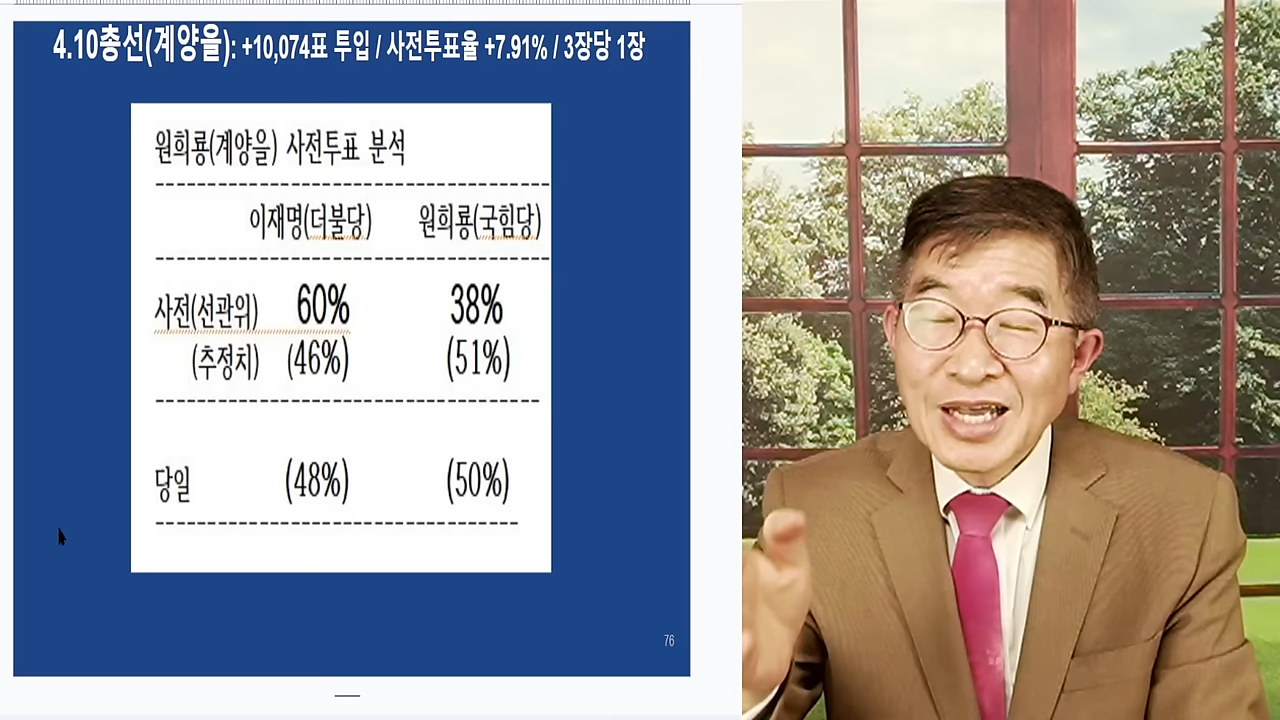 4.10총선(계양을): +10,074표 투입 / 사전투표율 +7.91% / 3장당 1장
원희룡(계양을) 사전투표 분석
이재명(더불당) 원희룡(국힘당)
사전(선관위) 60% 38%
(추정치) (46%) (51%)
당일 (48%) (50%)
76